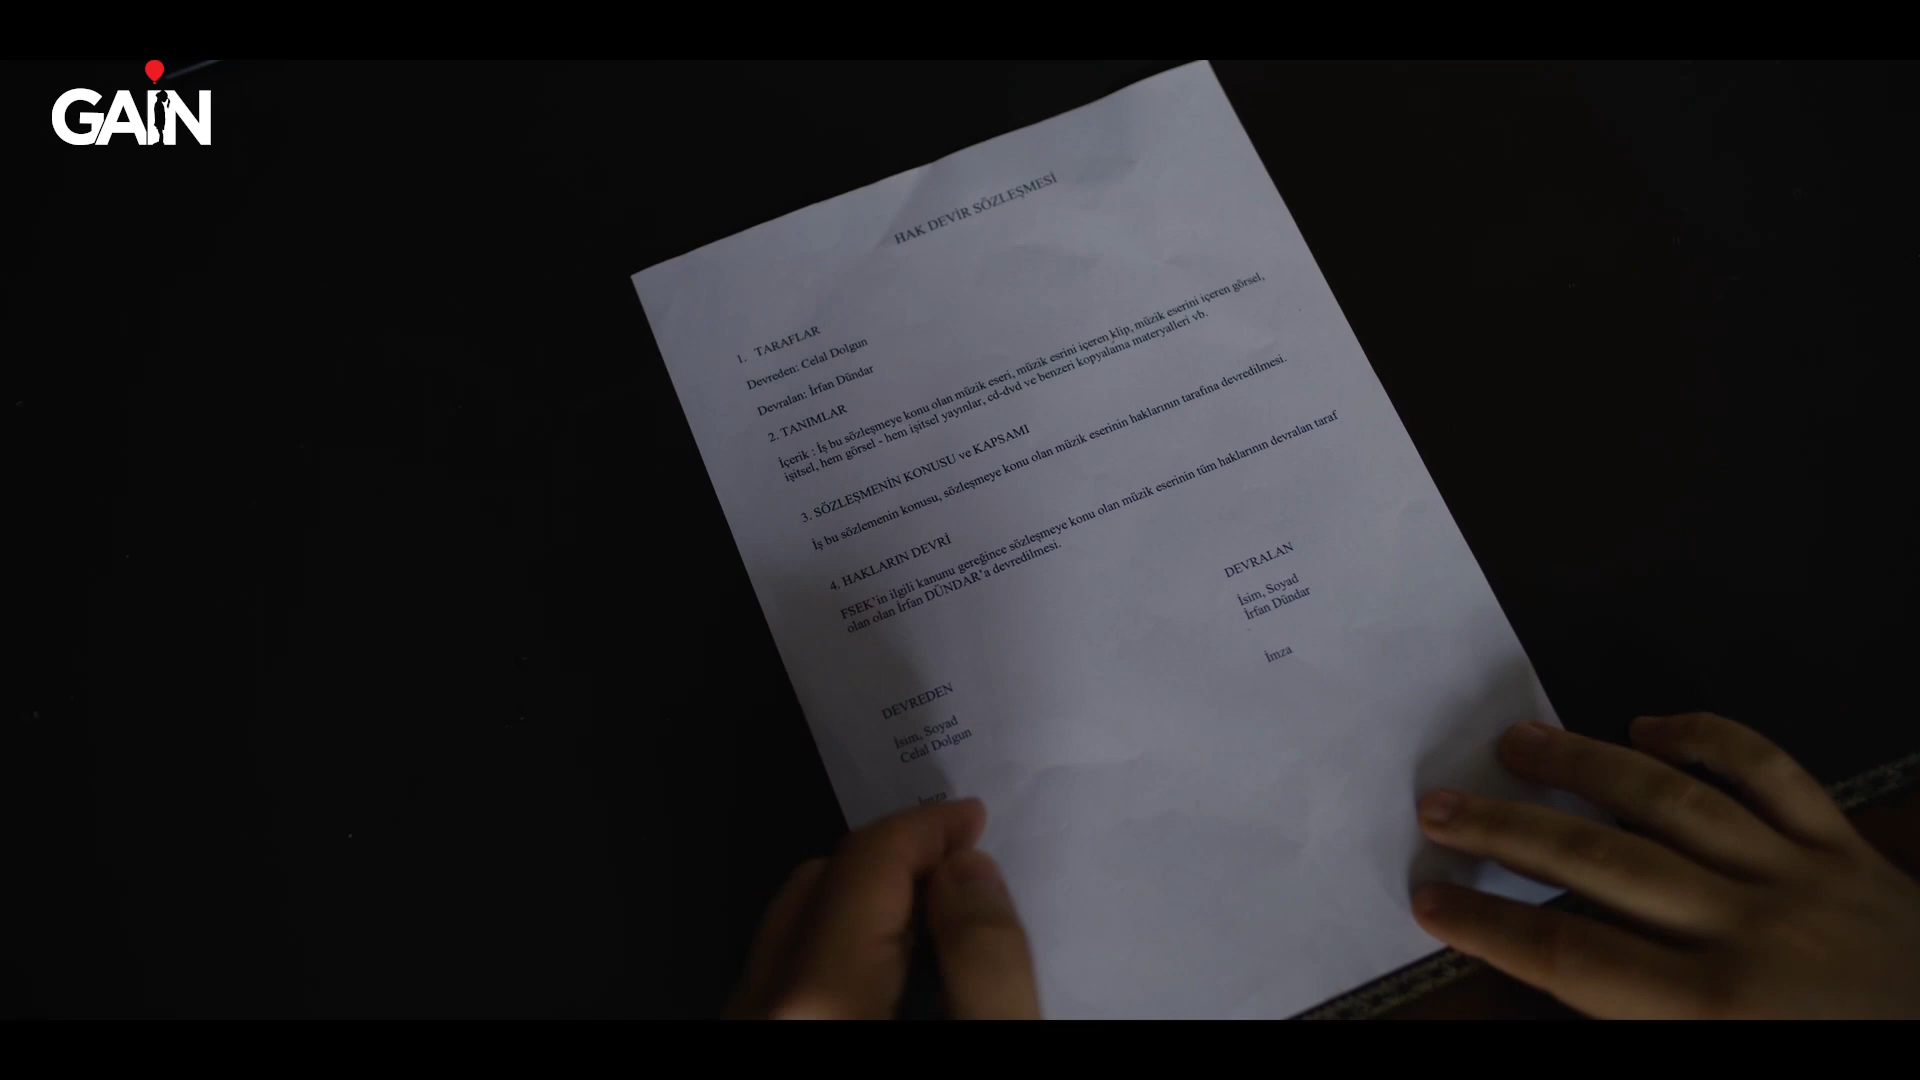 GAİN
HAK DEVİR SÖZLEŞMESİ
1. TARAFLAR
Devreden: Celal Dolgun
Devralan: İrfan Dündar
2. TANIMLAR
İçerik : İş bu sözleşmeye konu olan müzik eseri, müzik esrini içeren klip, müzik eserini içeren görsel,
işitsel, hem görsel - hem işitsel yayınlar, cd-dvd ve benzeri kopyalama materyalleri vb.
3. SÖZLEŞMENİN KONUSU ve KAPSAMI
İş bu sözlemenin konusu, sözleşmeye konu olan müzik eserinin haklarının tarafına devredilmesi.
4. HAKLARIN DEVRİ
FSEK'in ilgili kanunu gereğince sözleşmeye konu olan müzik eserinin tüm haklarının devralan taraf
olan olan İrfan DÜNDAR'a devredilmesi.
DEVREDEN
İsim, Soyad
Celal Dolgun
İmza
DEVRALAN
İsim, Soyad
İrfan Dündar
İmza